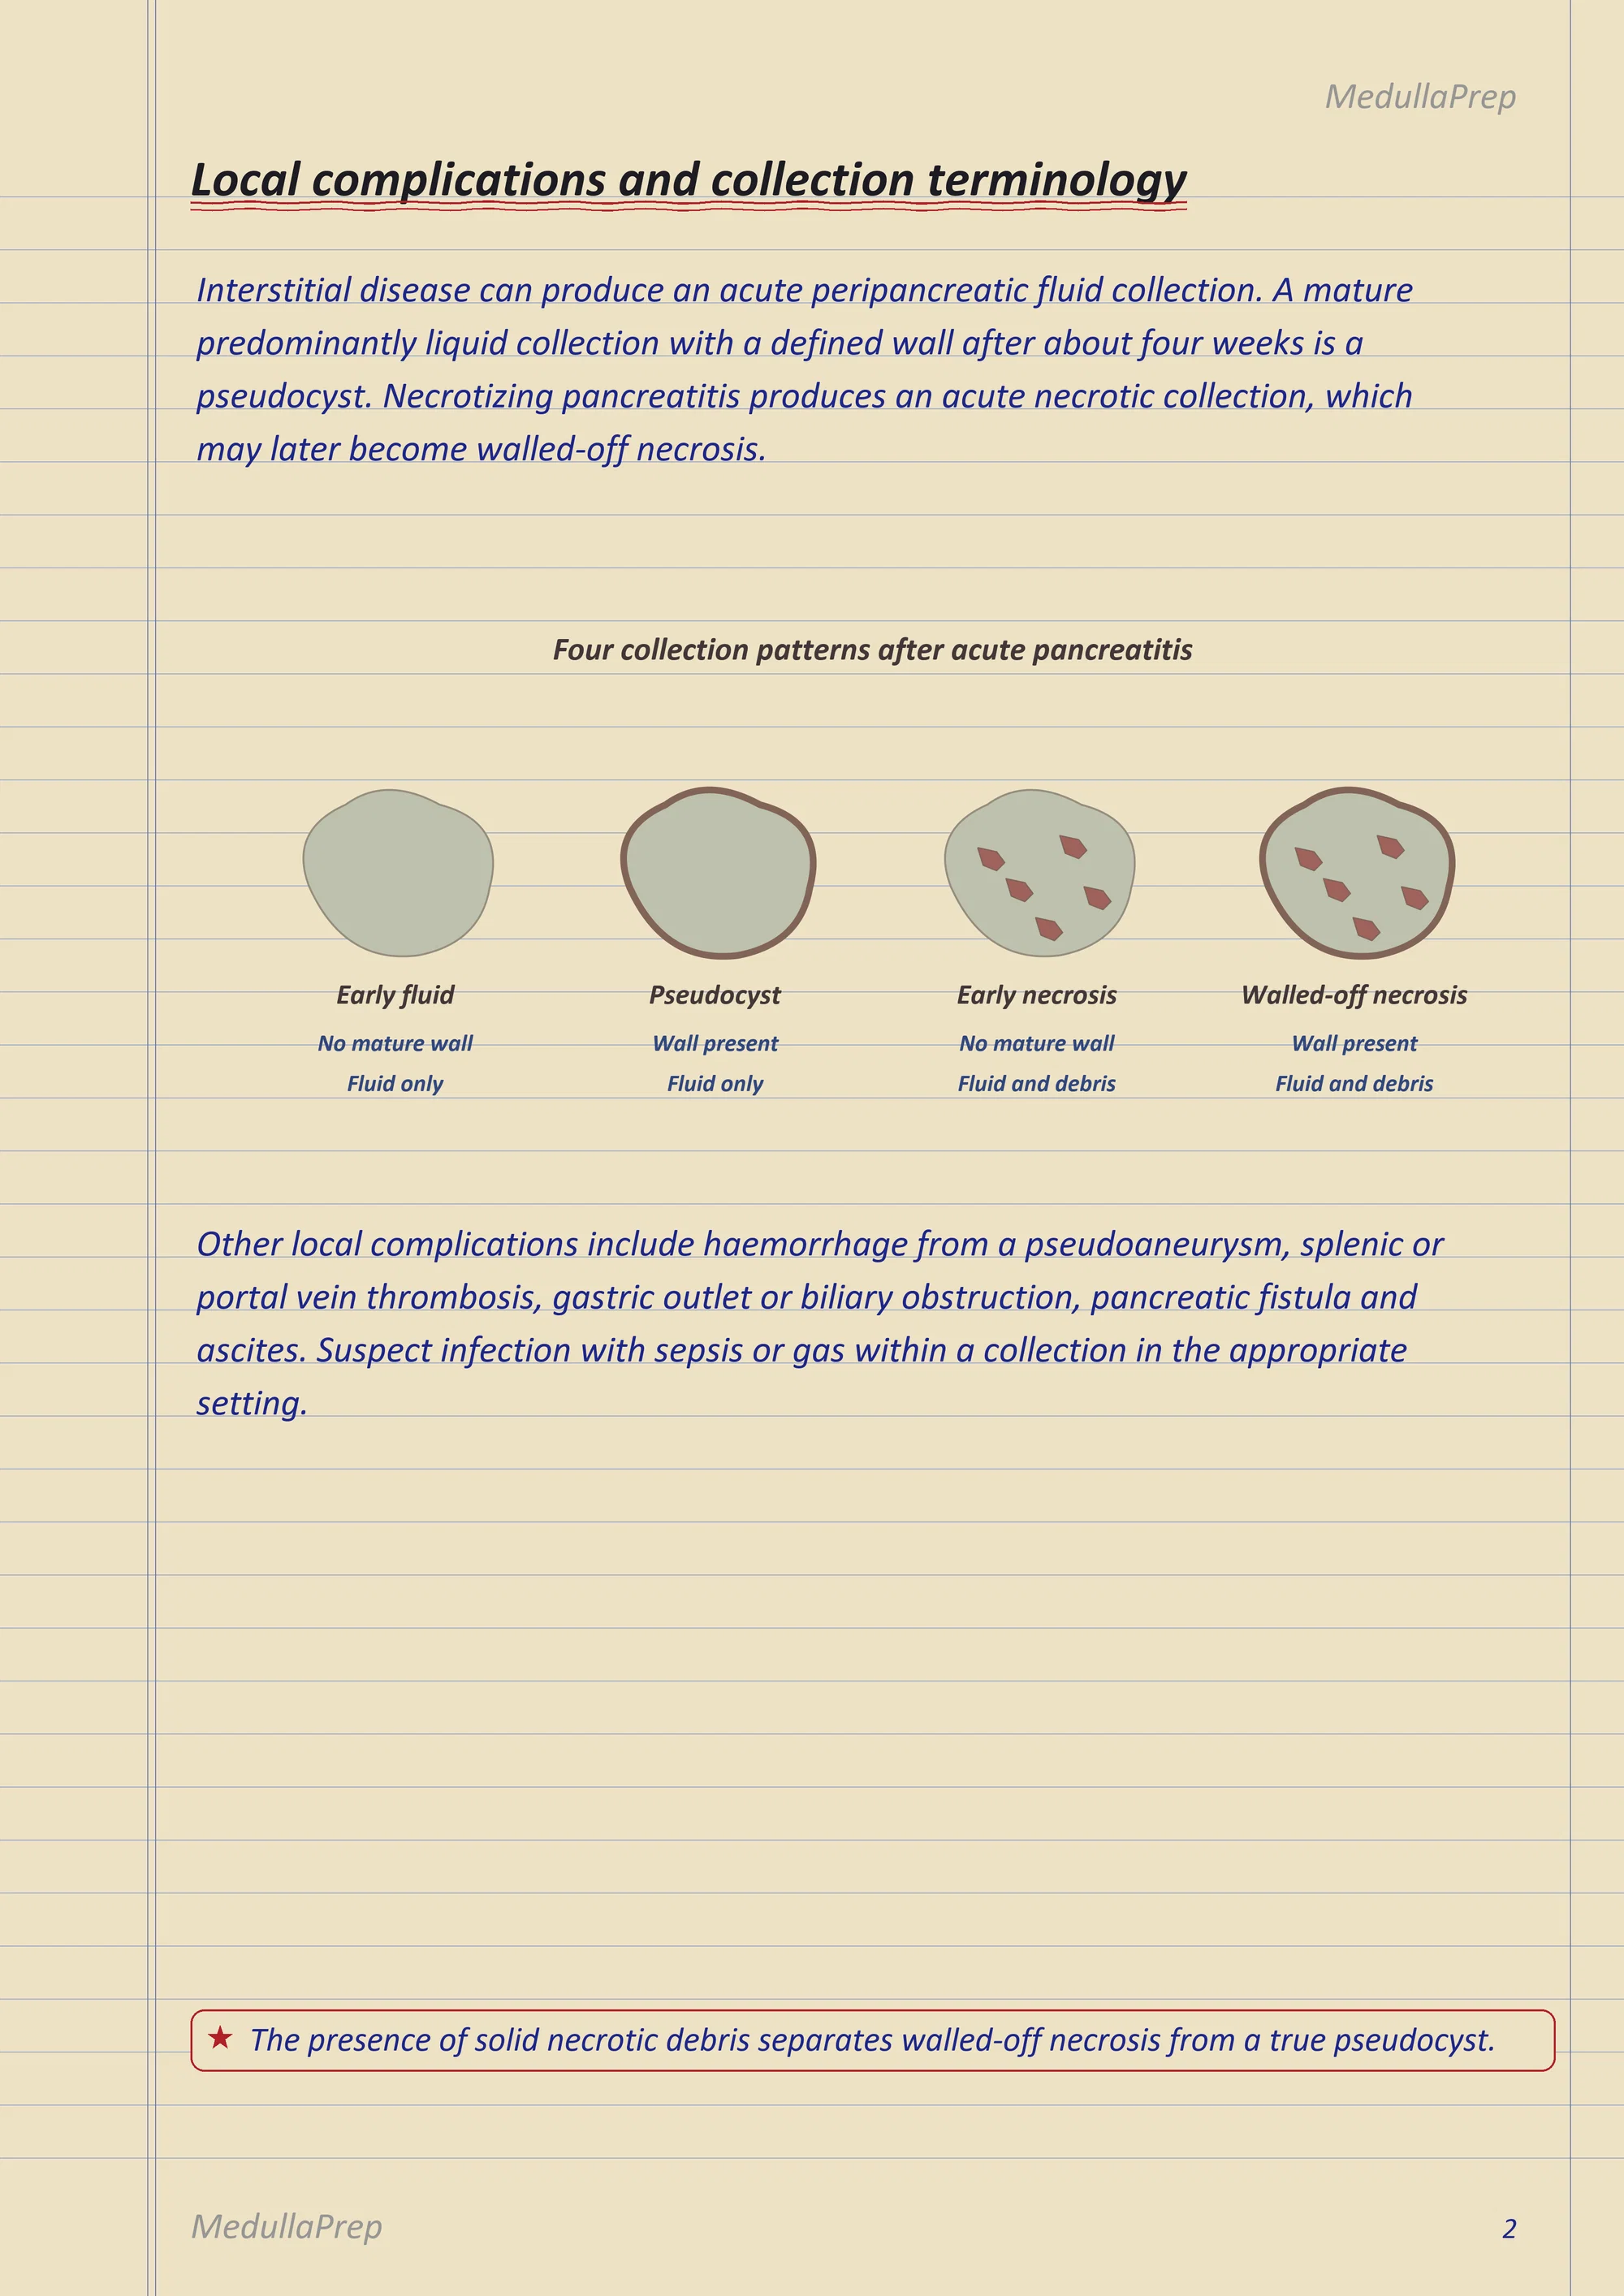 MedullaPrep
Local complications and collection terminology
Interstitial disease can produce an acute peripancreatic fluid collection. A mature
predominantly liquid collection with a defined wall after about four weeks is a
pseudocyst. Necrotizing pancreatitis produces an acute necrotic collection, which
may later become walled-off necrosis.
Four collection patterns after acute pancreatitis
Early fluid
No mature wall
Fluid only
Pseudocyst
Wall present
Fluid only
Early necrosis
No mature wall
Fluid and debris
Walled-off necrosis
Wall present
Fluid and debris
Other local complications include haemorrhage from a pseudoaneurysm, splenic or
portal vein thrombosis, gastric outlet or biliary obstruction, pancreatic fistula and
ascites. Suspect infection with sepsis or gas within a collection in the appropriate
setting.
★ The presence of solid necrotic debris separates walled-off necrosis from a true pseudocyst.
MedullaPrep
2